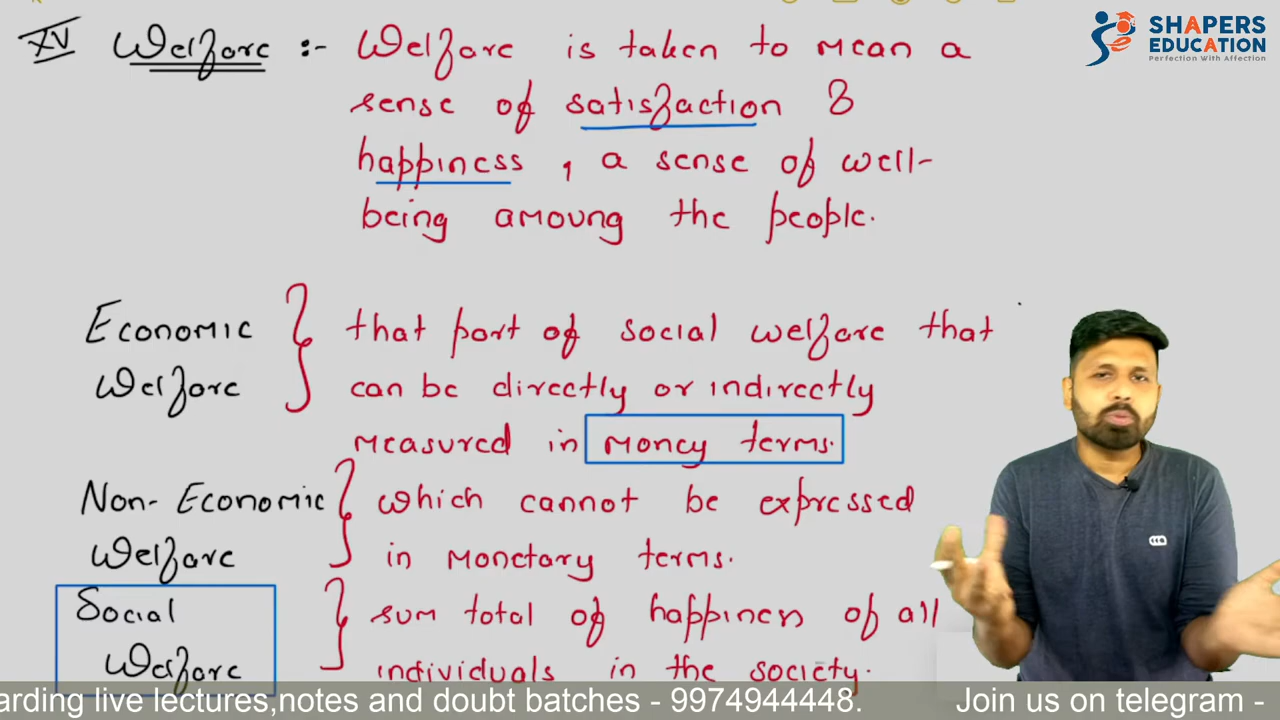 SHAPERS
EDUCATION
Perfection With Affection
XV Welfare :- Welfare is taken to mean a
sense of satisfaction &
happiness, a sense of well-
being amoung the people.
Economic
Welfare
that part of social welfare that
can be directly or indirectly
measured in money terms.
Non-Economic
Welfare
which cannot be expressed
in monetary terms.
Social
Welfare
sum total of happiness of all
individuals in the society.
arding live lectures,notes and doubt batches - 9974944448. Join us on telegram -